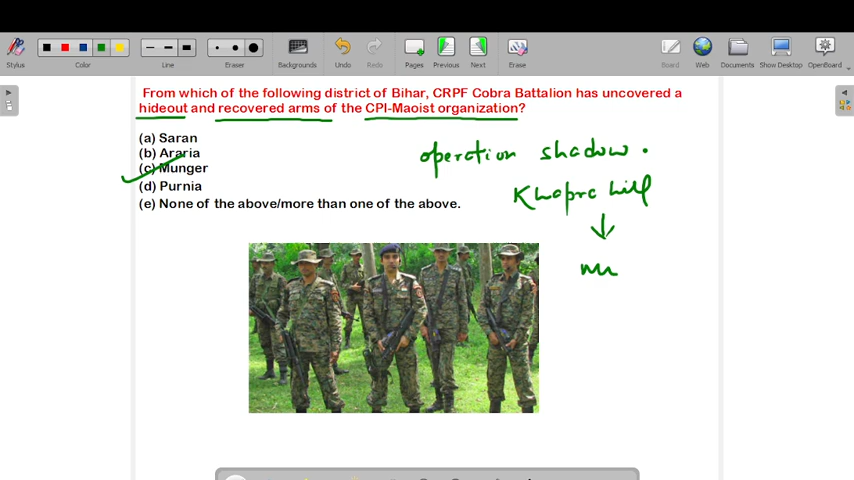 Stylus
Color
Line
Eraser
Backgrounds
Undo
Redo
Pages
Previous
Next
Erase
Board
Web
Documents
Show Desktop
OpenBoard
From which of the following district of Bihar, CRPF Cobra Battalion has uncovered a
hideout and recovered arms of the CPI-Maoist organization?
(a) Saran
(b) Araria
(c) Munger
(d) Purnia
(e) None of the above/more than one of the above.
operation shadow.
Khopra hill
mu